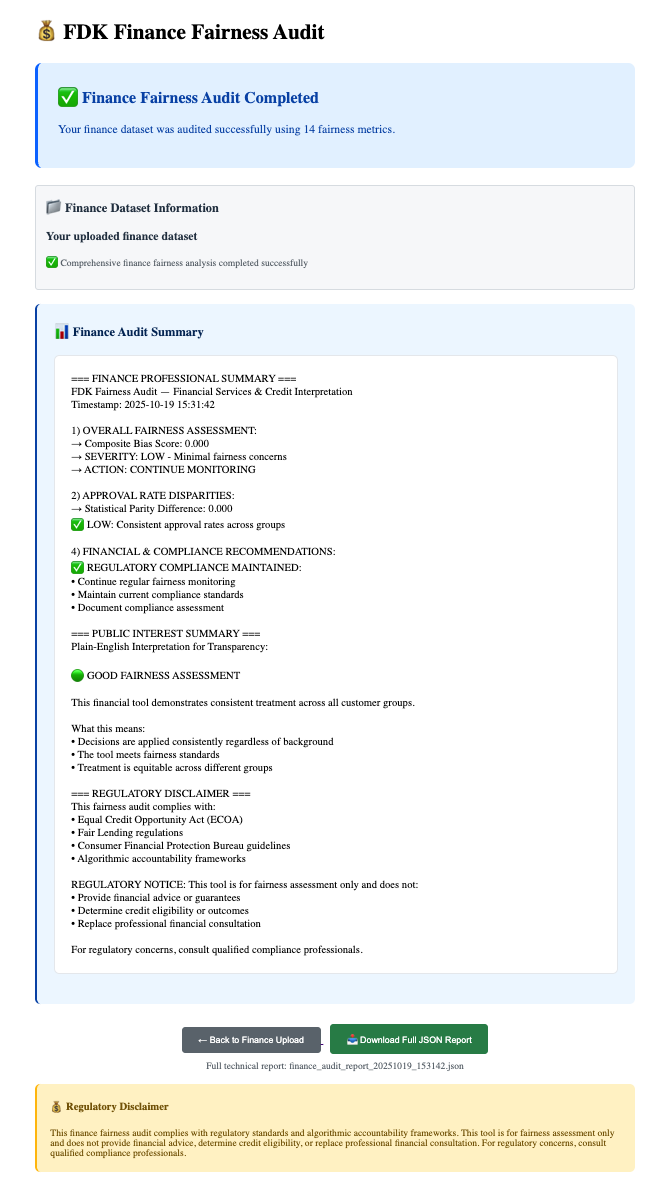 💰 FDK Finance Fairness Audit
✅ Finance Fairness Audit Completed
Your finance dataset was audited successfully using 14 fairness metrics.
📁 Finance Dataset Information
Your uploaded finance dataset
✅ Comprehensive finance fairness analysis completed successfully
📊 Finance Audit Summary
=== FINANCE PROFESSIONAL SUMMARY ===
FDK Fairness Audit — Financial Services & Credit Interpretation
Timestamp: 2025-10-19 15:31:42
1) OVERALL FAIRNESS ASSESSMENT:
→ Composite Bias Score: 0.000
→ SEVERITY: LOW - Minimal fairness concerns
→ ACTION: CONTINUE MONITORING
2) APPROVAL RATE DISPARITIES:
→ Statistical Parity Difference: 0.000
✅ LOW: Consistent approval rates across groups
4) FINANCIAL & COMPLIANCE RECOMMENDATIONS:
✅ REGULATORY COMPLIANCE MAINTAINED:
• Continue regular fairness monitoring
• Maintain current compliance standards
• Document compliance assessment
=== PUBLIC INTEREST SUMMARY ===
Plain-English Interpretation for Transparency:
🟢 GOOD FAIRNESS ASSESSMENT
This financial tool demonstrates consistent treatment across all customer groups.
What this means:
• Decisions are applied consistently regardless of background
• The tool meets fairness standards
• Treatment is equitable across different groups
=== REGULATORY DISCLAIMER ===
This fairness audit complies with:
• Equal Credit Opportunity Act (ECOA)
• Fair Lending regulations
• Consumer Financial Protection Bureau guidelines
• Algorithmic accountability frameworks
REGULATORY NOTICE: This tool is for fairness assessment only and does not:
• Provide financial advice or guarantees
• Determine credit eligibility or outcomes
• Replace professional financial consultation
For regulatory concerns, consult qualified compliance professionals.
← Back to Finance Upload 📥 Download Full JSON Report
Full technical report: finance_audit_report_20251019_153142.json
💰 Regulatory Disclaimer
This finance fairness audit complies with regulatory standards and algorithmic accountability frameworks. This tool is for fairness assessment only
and does not provide financial advice, determine credit eligibility, or replace professional financial consultation. For regulatory concerns, consult
qualified compliance professionals.